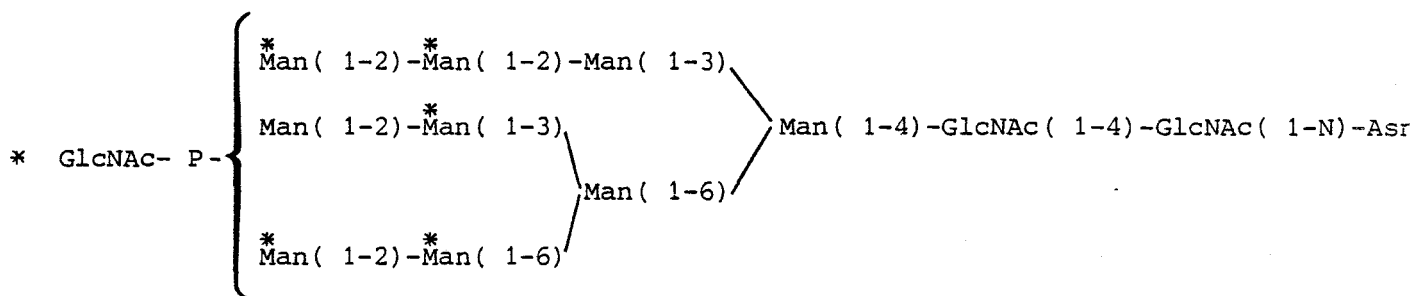 * *
Man( 1-2)-Man( 1-2)-Man( 1-3)
*
Man( 1-2)-Man( 1-3) Man( 1-4)-GlcNAc( 1-4)-GlcNAc( 1-N)-Asr
* GlcNAc- P-
Man( 1-6)
* *
Man( 1-2)-Man( 1-6)